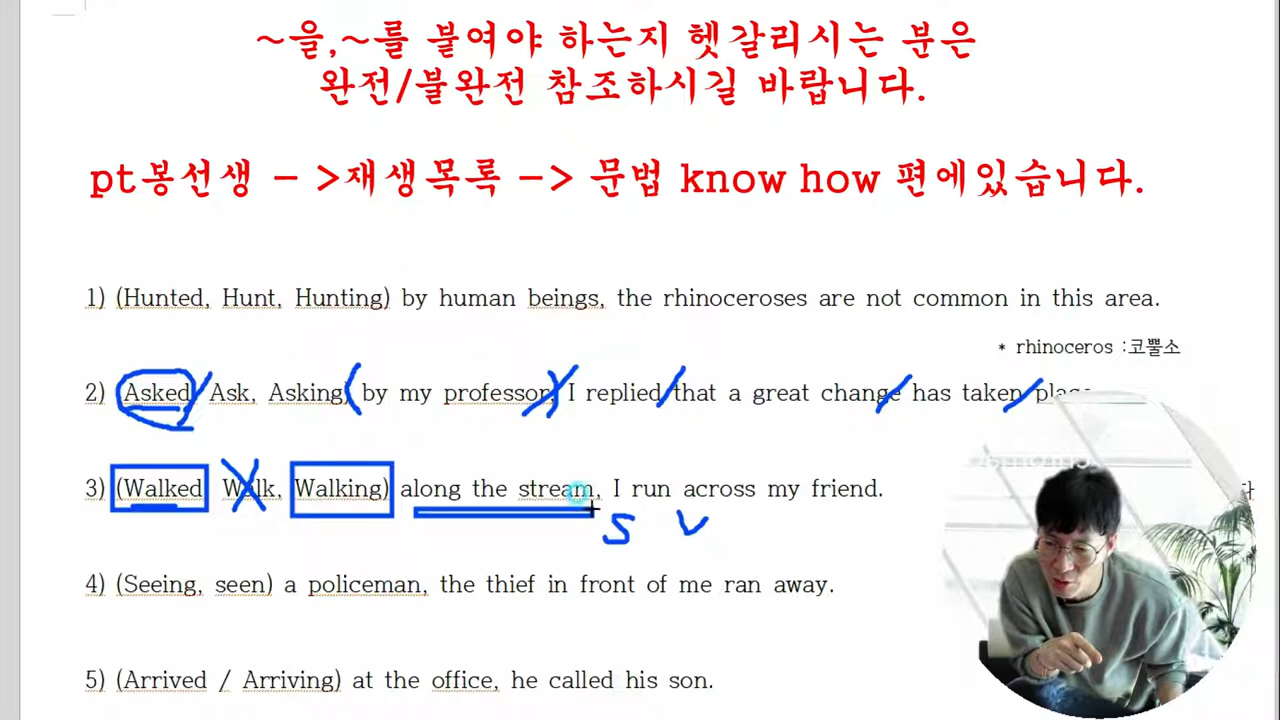 ~을,~를 붙여야 하는지 헷갈리시는 분은
완전/불완전 참조하시길 바랍니다.
pt봉선생 - >재생목록 -> 문법 know how 편에있습니다.
1) (Hunted, Hunt, Hunting) by human beings, the rhinoceroses are not common in this area.
* rhinoceros :코뿔소
2) Asked Ask, Asking) by my professor, I replied that a great change has taken
3) (Walked Walk, Walking) along the stream, I run across my friend.
S V
4) (Seeing, seen) a policeman, the thief in front of me ran away.
5) (Arrived / Arriving) at the office, he called his son.